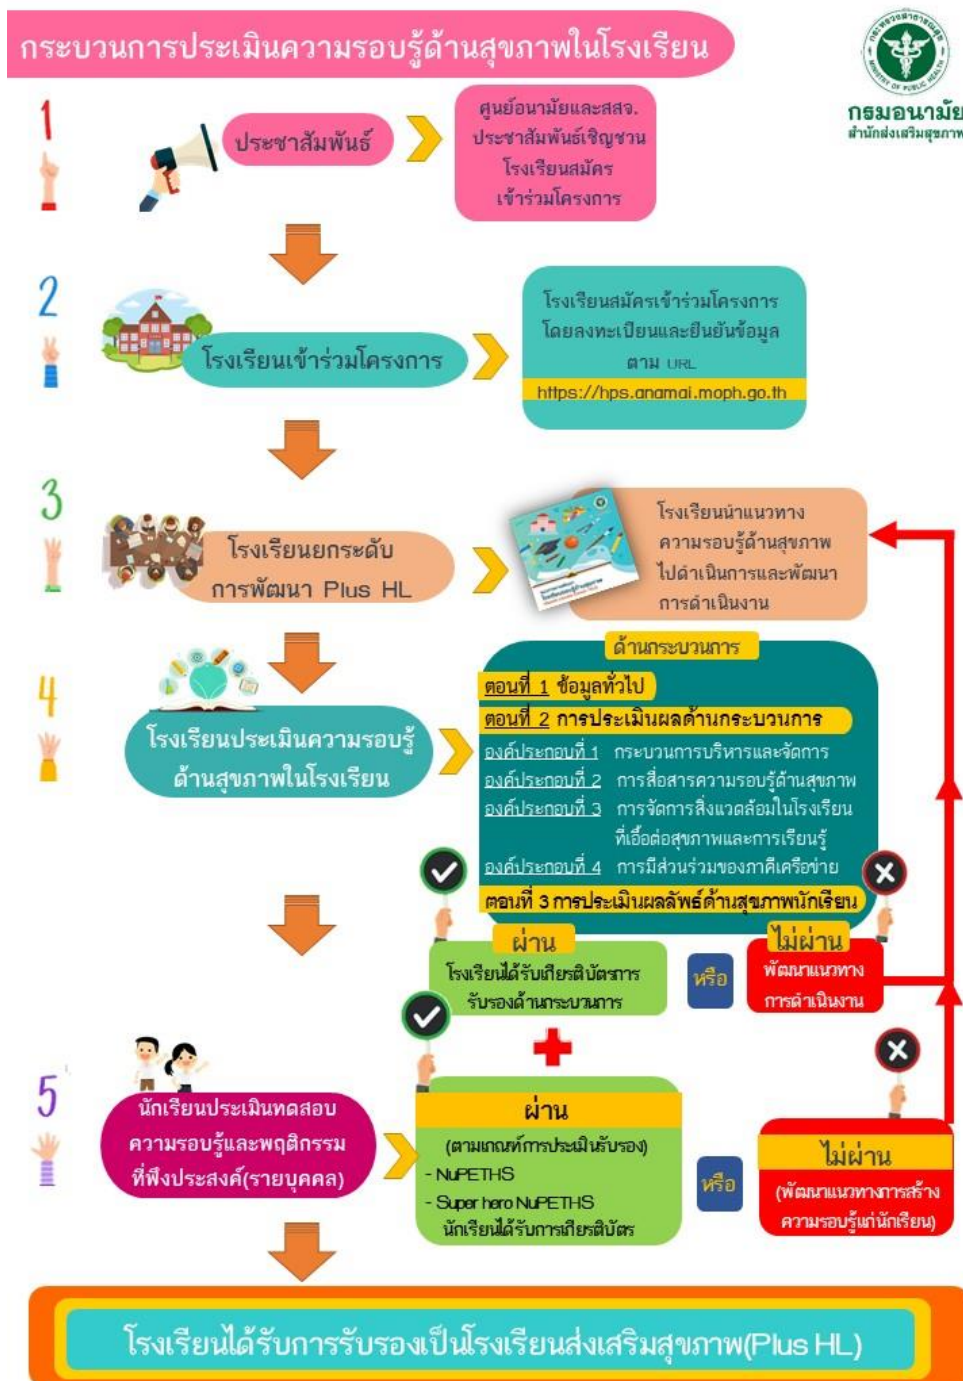 กระบวนการประเมินความรอบรู้ด้านสุขภาพในโรงเรียน
กระทรวงสาธารณสุข
MINISTRY OF PUBLIC HEALTH
กรมอนามัย
สำนักส่งเสริมสุขภาพ
1
ประชาสัมพันธ์
ศูนย์อนามัยและสสจ.
ประชาสัมพันธ์เชิญชวน
โรงเรียนสมัคร
เข้าร่วมโครงการ
2
โรงเรียนเข้าร่วมโครงการ
โรงเรียนสมัครเข้าร่วมโครงการ
โดยลงทะเบียนและยืนยันข้อมูล
ตาม URL
https://hps.anamai.moph.go.th
3
โรงเรียนยกระดับ
การพัฒนา Plus HL
โรงเรียนนำแนวทาง
ความรอบรู้ด้านสุขภาพ
ไปดำเนินการและพัฒนา
การดำเนินงาน
4
โรงเรียนประเมินความรอบรู้
ด้านสุขภาพในโรงเรียน
ด้านกระบวนการ
ตอนที่ 1 ข้อมูลทั่วไป
ตอนที่ 2 การประเมินผลด้านกระบวนการ
องค์ประกอบที่ 1 กระบวนการบริหารและจัดการ
องค์ประกอบที่ 2 การสื่อสารความรอบรู้ด้านสุขภาพ
องค์ประกอบที่ 3 การจัดการสิ่งแวดล้อมในโรงเรียน
ที่เอื้อต่อสุขภาพและการเรียนรู้
องค์ประกอบที่ 4 การมีส่วนร่วมของภาคีเครือข่าย
ตอนที่ 3 การประเมินผลลัพธ์ด้านสุขภาพนักเรียน
ผ่าน
โรงเรียนได้รับเกียรติบัตรการ
รับรองด้านกระบวนการ
หรือ
ไม่ผ่าน
พัฒนาแนวทาง
การดำเนินงาน
5
นักเรียนประเมินทดสอบ
ความรอบรู้และพฤติกรรม
ที่พึงประสงค์(รายบุคคล)
ผ่าน
(ตามเกณฑ์การประเมินรับรอง)
- NuPETHS
- Super hero NuPETHS
นักเรียนได้รับการเกียรติบัตร
หรือ
ไม่ผ่าน
(พัฒนาแนวทางการสร้าง
ความรอบรู้แก่นักเรียน)
โรงเรียนได้รับการรับรองเป็นโรงเรียนส่งเสริมสุขภาพ(Plus HL)